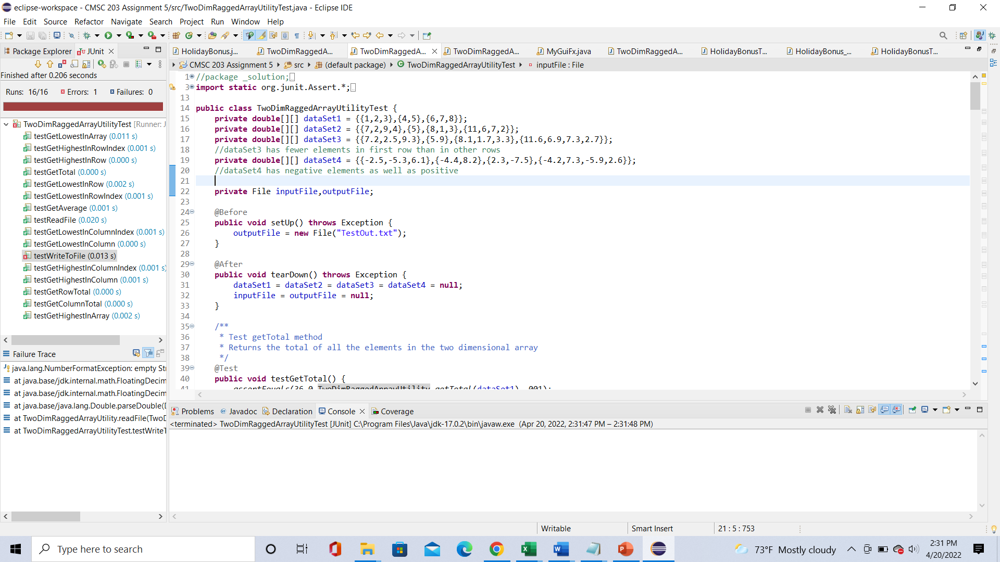 eclipse-workspace - CMSC 203 Assignment 5/src/TwoDimRaggedArrayUtilityTest.java - Eclipse IDE
File Edit Source Refactor Navigate Search Project Run Window Help
Package Explorer JUnit
HolidayBonus.j... TwoDimRaggedA... TwoDimRaggedA... TwoDimRaggedA... MyGuiFx.java TwoDimRaggedA... HolidayBonusT... HolidayBonus_... HolidayBonusT...
CMSC 203 Assignment 5 src (default package) TwoDimRaggedArrayUtilityTest inputFile : File
Finished after 0.206 seconds
Runs: 16/16 Errors: 1 Failures: 0
TwoDimRaggedArrayUtilityTest [Runner: J
testGetLowestInArray (0.011 s)
testGetHighestInRowIndex (0.001 s)
testGetHighestInRow (0.000 s)
testGetTotal (0.000 s)
testGetLowestInRow (0.002 s)
testGetLowestInRowIndex (0.001 s)
testGetAverage (0.001 s)
testReadFile (0.020 s)
testGetLowestInColumnIndex (0.001 s)
testGetLowestInColumn (0.000 s)
testWriteToFile (0.013 s)
testGetHighestInColumnIndex (0.001 s)
testGetHighestInColumn (0.001 s)
testGetRowTotal (0.000 s)
testGetColumnTotal (0.000 s)
testGetHighestInArray (0.002 s)
Failure Trace
java.lang.NumberFormatException: empty Stri
at java.base/jdk.internal.math.FloatingDecim
at java.base/jdk.internal.math.FloatingDecim
at java.base/java.lang.Double.parseDouble(D
at TwoDimRaggedArrayUtility.readFile(TwoD
at TwoDimRaggedArrayUtilityTest.testWriteT
1 //package _solution;
3 import static org.junit.Assert.*;
13
14 public class TwoDimRaggedArrayUtilityTest {
15 private double[][] dataSet1 = {{1,2,3},{4,5},{6,7,8}};
16 private double[][] dataSet2 = {{7,2,9,4},{5},{8,1,3},{11,6,7,2}};
17 private double[][] dataSet3 = {{7.2,2.5,9.3},{5.9},{8.1,1.7,3.3},{11.6,6.9,7.3,2.7}};
18 //dataSet3 has fewer elements in first row than in other rows
19 private double[][] dataSet4 = {{-2.5,-5.3,6.1},{-4.4,8.2},{2.3,-7.5},{-4.2,7.3,-5.9,2.6}};
20 //dataSet4 has negative elements as well as positive
21
22 private File inputFile,outputFile;
23
24 @Before
25 public void setUp() throws Exception {
26 outputFile = new File("TestOut.txt");
27 }
28
29 @After
30 public void tearDown() throws Exception {
31 dataSet1 = dataSet2 = dataSet3 = dataSet4 = null;
32 inputFile = outputFile = null;
33 }
34
35 /**
36 * Test getTotal method
37 * Returns the total of all the elements in the two dimensional array
38 */
39 @Test
40 public void testGetTotal() {
41 assertEquals(36.0,TwoDimRaggedArrayUtility.getTotal(dataSet1),.001);
Problems Javadoc Declaration Console Coverage
<terminated> TwoDimRaggedArrayUtilityTest [JUnit] C:\Program Files\Java\jdk-17.0.2\bin\javaw.exe (Apr 20, 2022, 2:31:47 PM – 2:31:48 PM)
Writable Smart Insert 21 : 5 : 753
Type here to search
73°F Mostly cloudy
2:31 PM
4/20/2022